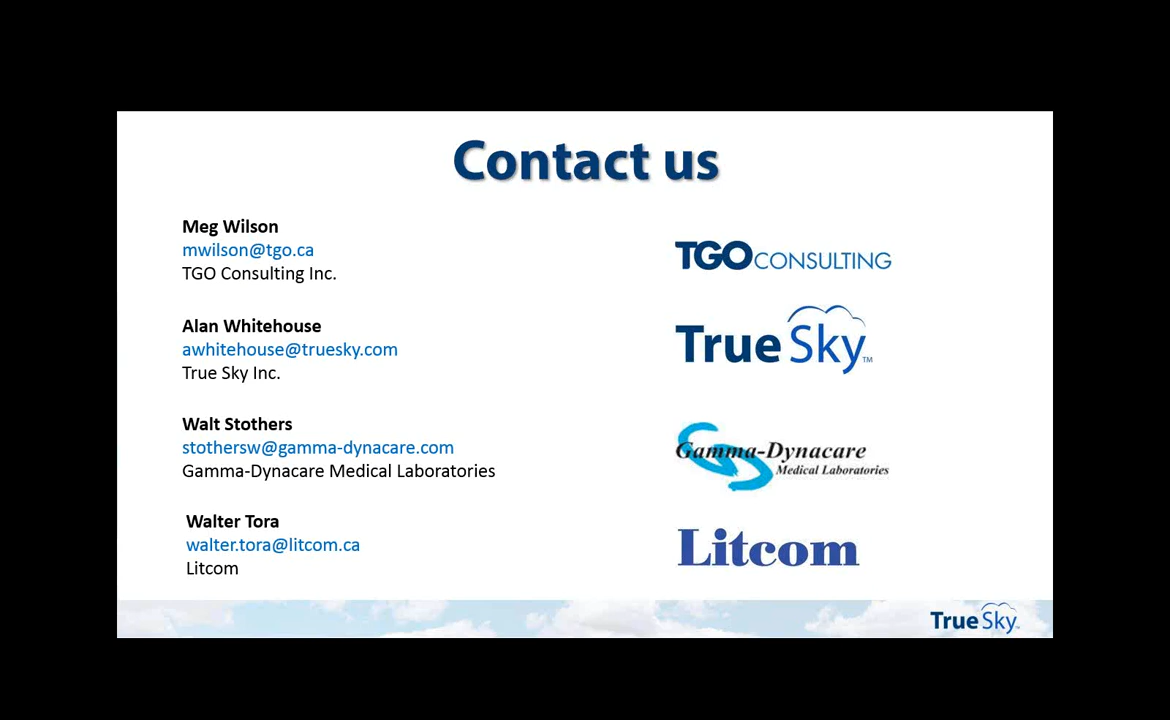 Contact us
Meg Wilson
mwilson@tgo.ca
TGO Consulting Inc.
TGO CONSULTING
Alan Whitehouse
awhitehouse@truesky.com
True Sky Inc.
True Sky™
Walt Stothers
stothersw@gamma-dynacare.com
Gamma-Dynacare Medical Laboratories
Gamma-Dynacare
Medical Laboratories
Walter Tora
walter.tora@litcom.ca
Litcom
Litcom
True Sky™